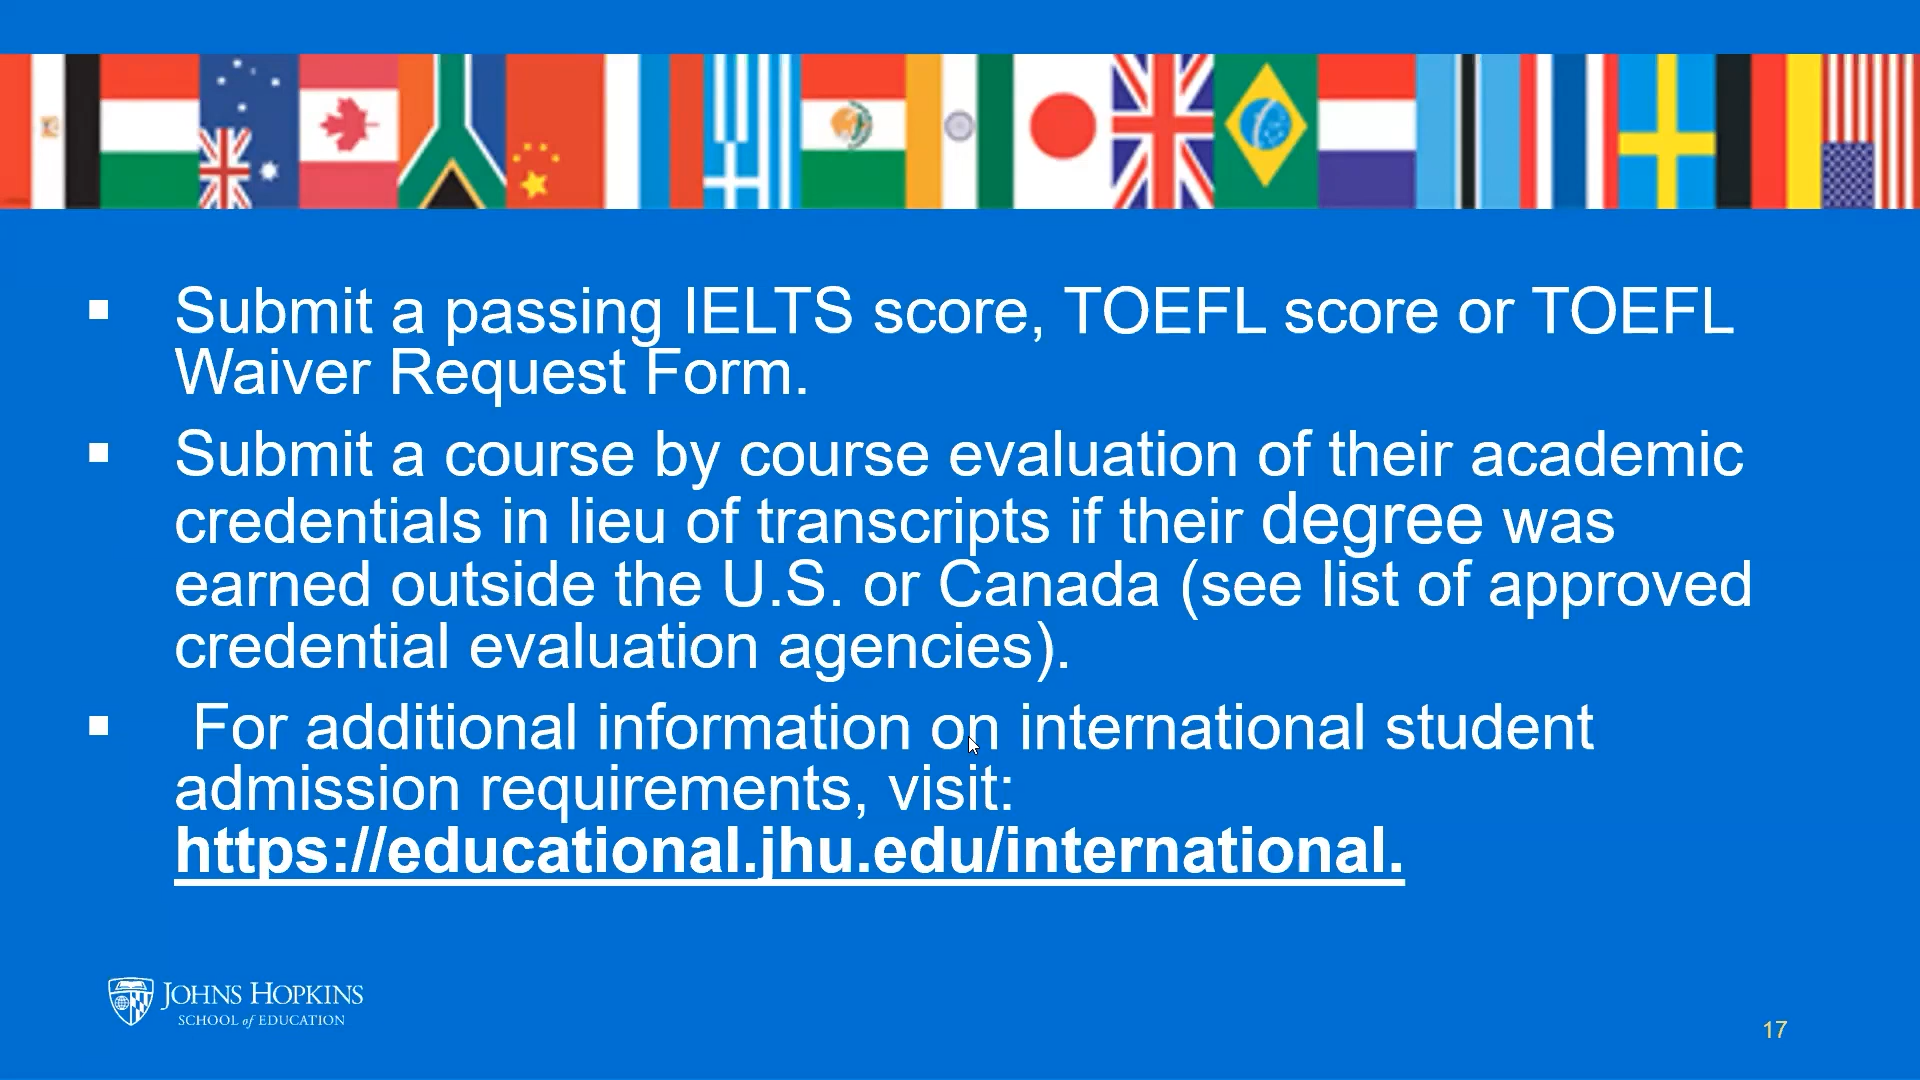 ▪ Submit a passing IELTS score, TOEFL score or TOEFL
Waiver Request Form.
▪ Submit a course by course evaluation of their academic
credentials in lieu of transcripts if their degree was
earned outside the U.S. or Canada (see list of approved
credential evaluation agencies).
▪ For additional information on international student
admission requirements, visit:
https://educational.jhu.edu/international.
JOHNS HOPKINS
SCHOOL of EDUCATION
17